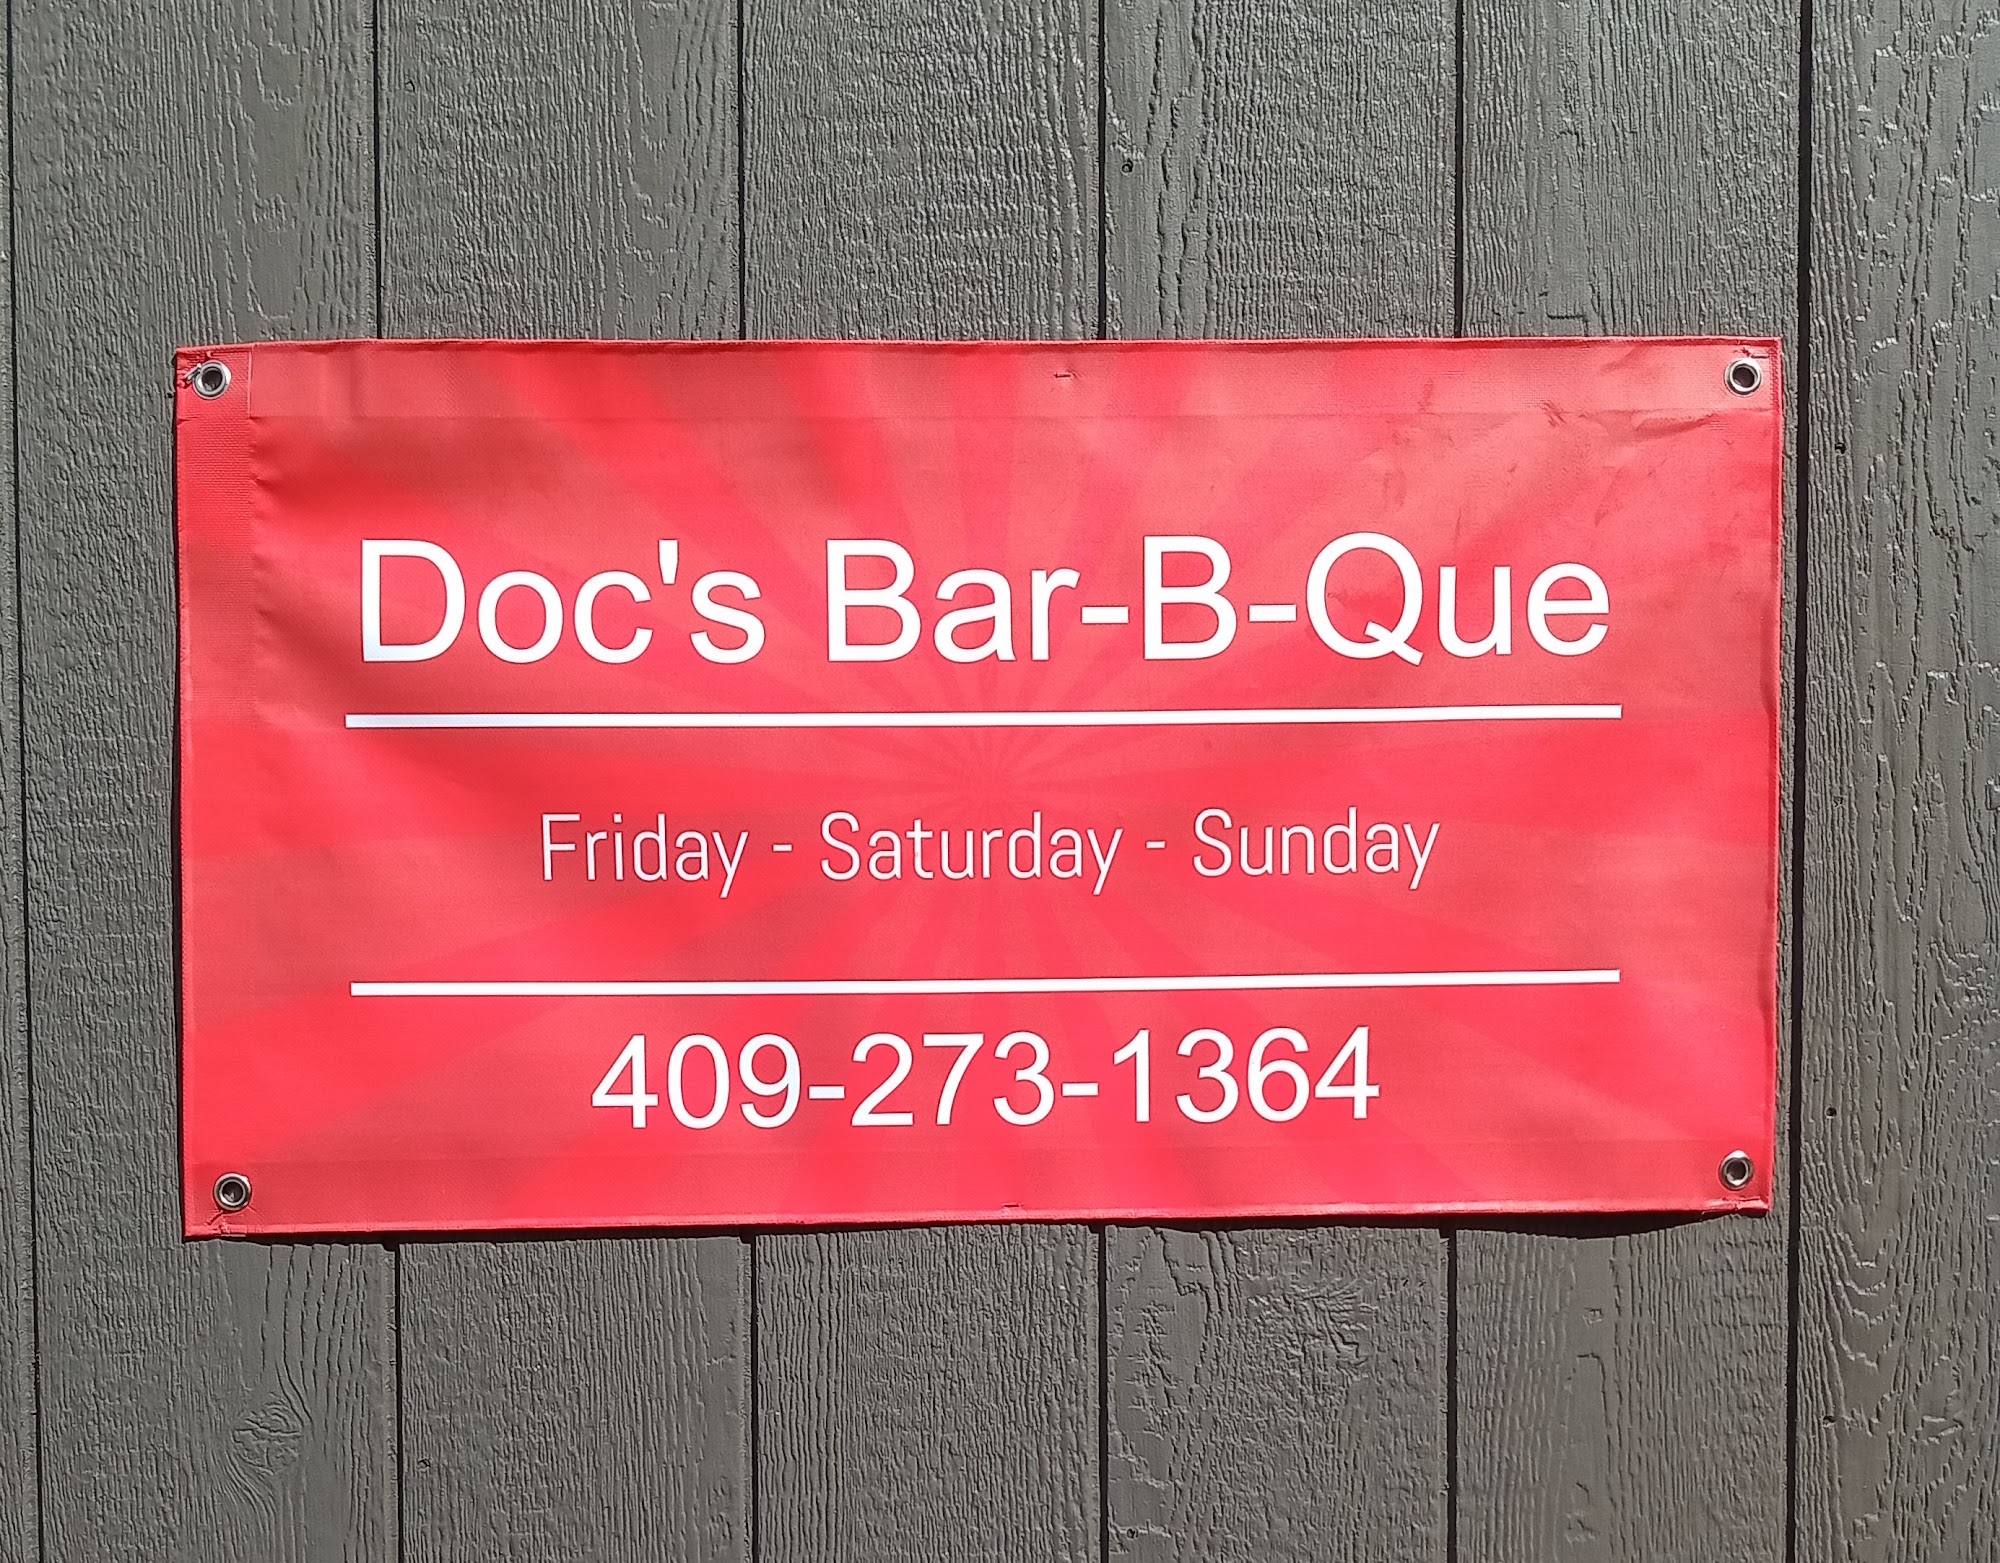 Doc's Bar-B-Que
Friday - Saturday - Sunday
409-273-1364